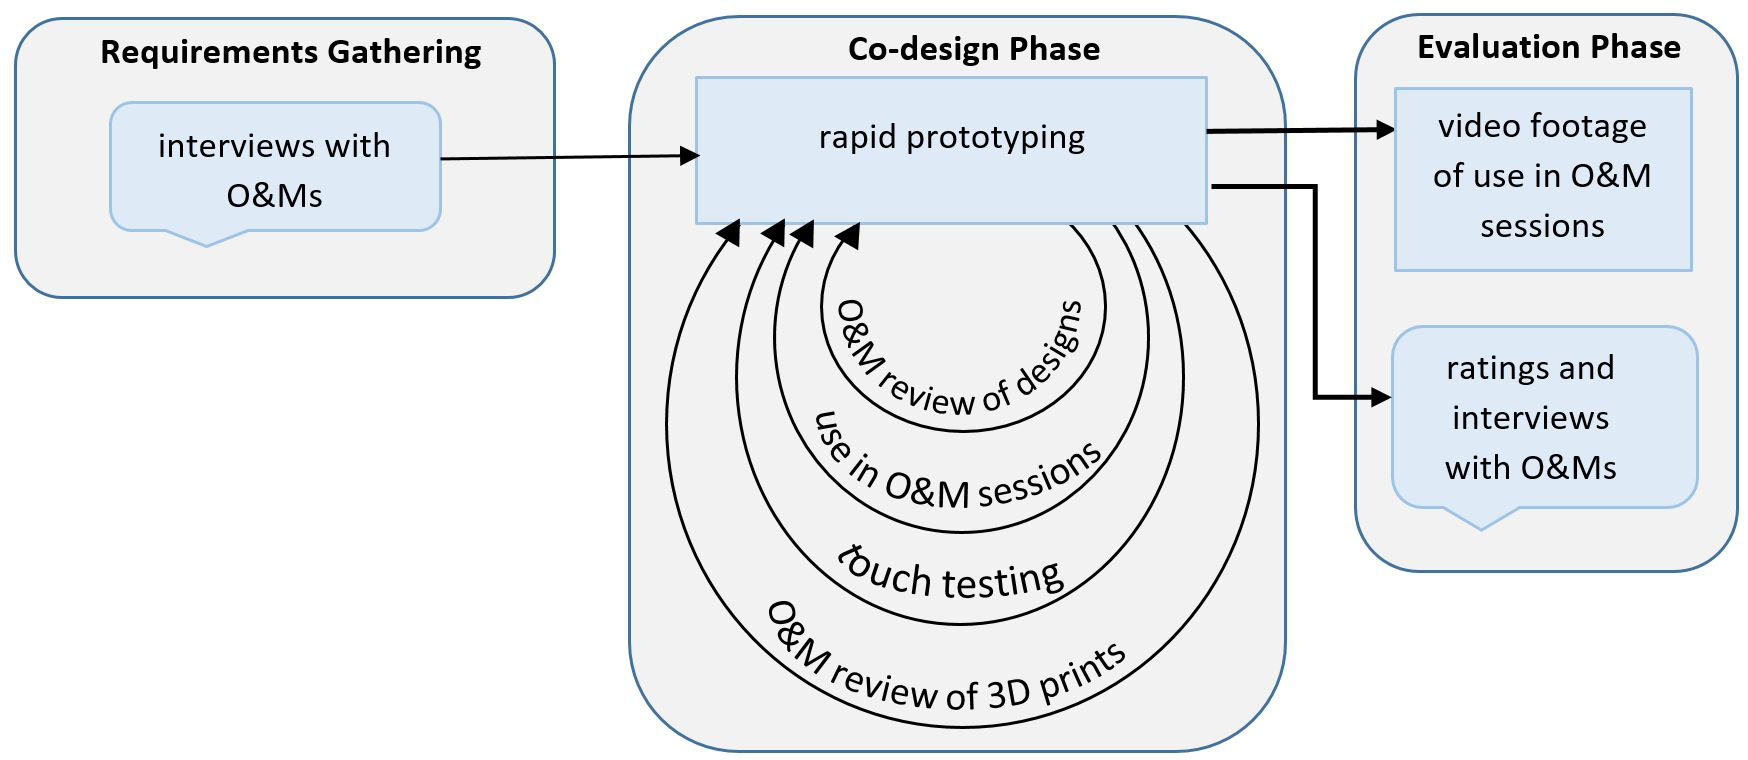 Requirements Gathering
interviews with
O&Ms
Co-design Phase
rapid prototyping
O&M review of designs
use in O&M sessions
touch testing
O&M review of 3D prints
Evaluation Phase
video footage
of use in O&M
sessions
ratings and
interviews
with O&Ms